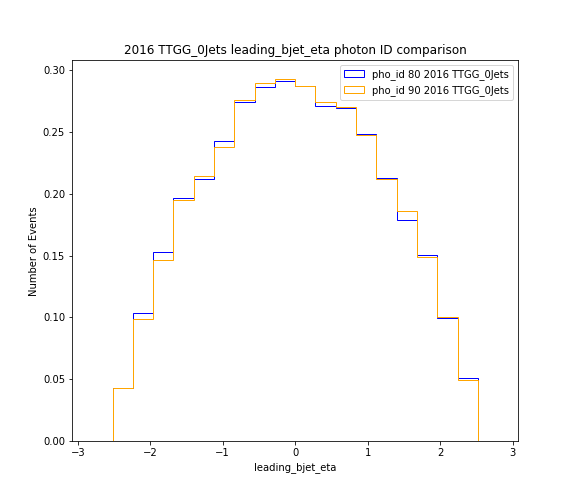 2016 TTGG_0Jets leading_bjet_eta photon ID comparison
pho_id 80 2016 TTGG_0Jets
pho_id 90 2016 TTGG_0Jets
Number of Events
0.30
0.25
0.20
0.15
0.10
0.05
0.00
−3
−2
−1
0
1
2
3
leading_bjet_eta